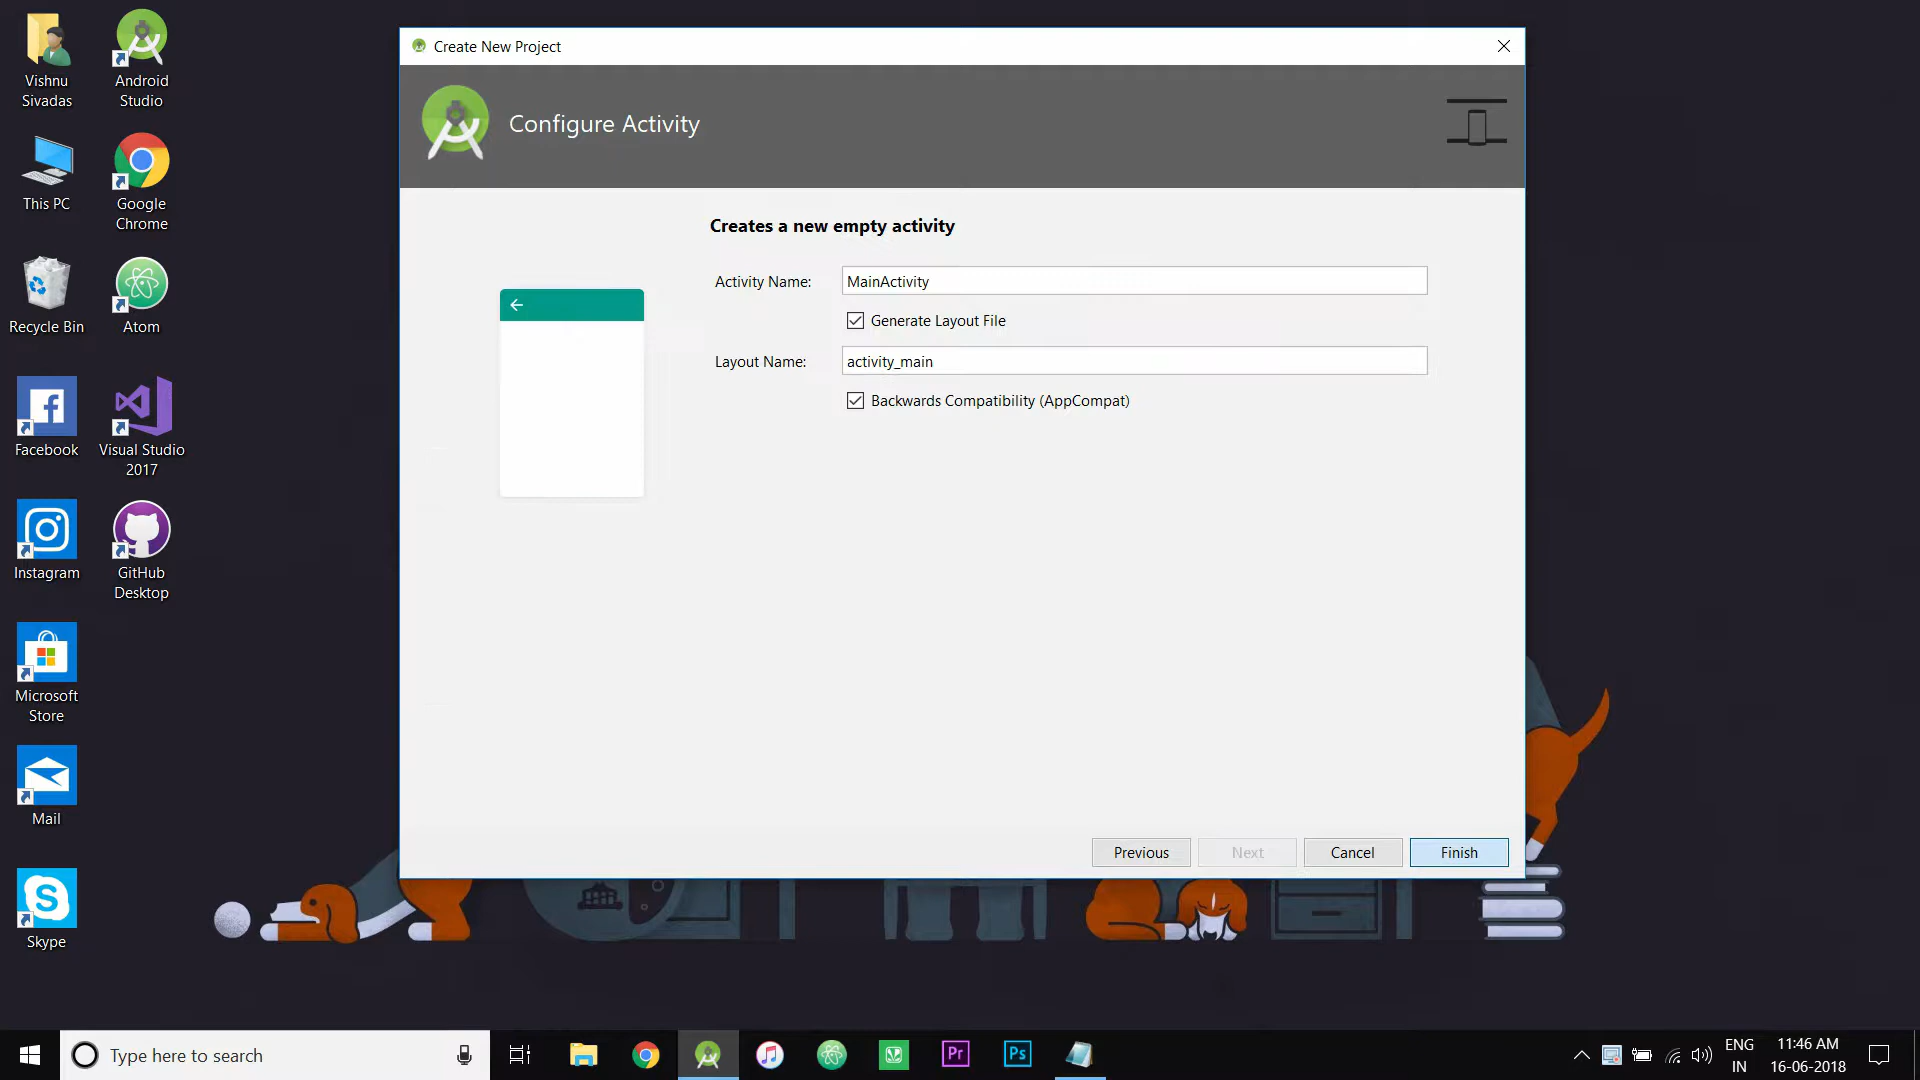 Create New Project
Configure Activity
Creates a new empty activity
Activity Name:
MainActivity
Generate Layout File
Layout Name:
activity_main
Backwards Compatibility (AppCompat)
Previous
Next
Cancel
Finish
Vishnu
Sivadas
Android
Studio
This PC
Google
Chrome
Recycle Bin
Atom
Facebook
Visual Studio
2017
Instagram
GitHub
Desktop
Microsoft
Store
Mail
Skype
Type here to search
Pr
Ps
ENG
IN
11:46 AM
16-06-2018